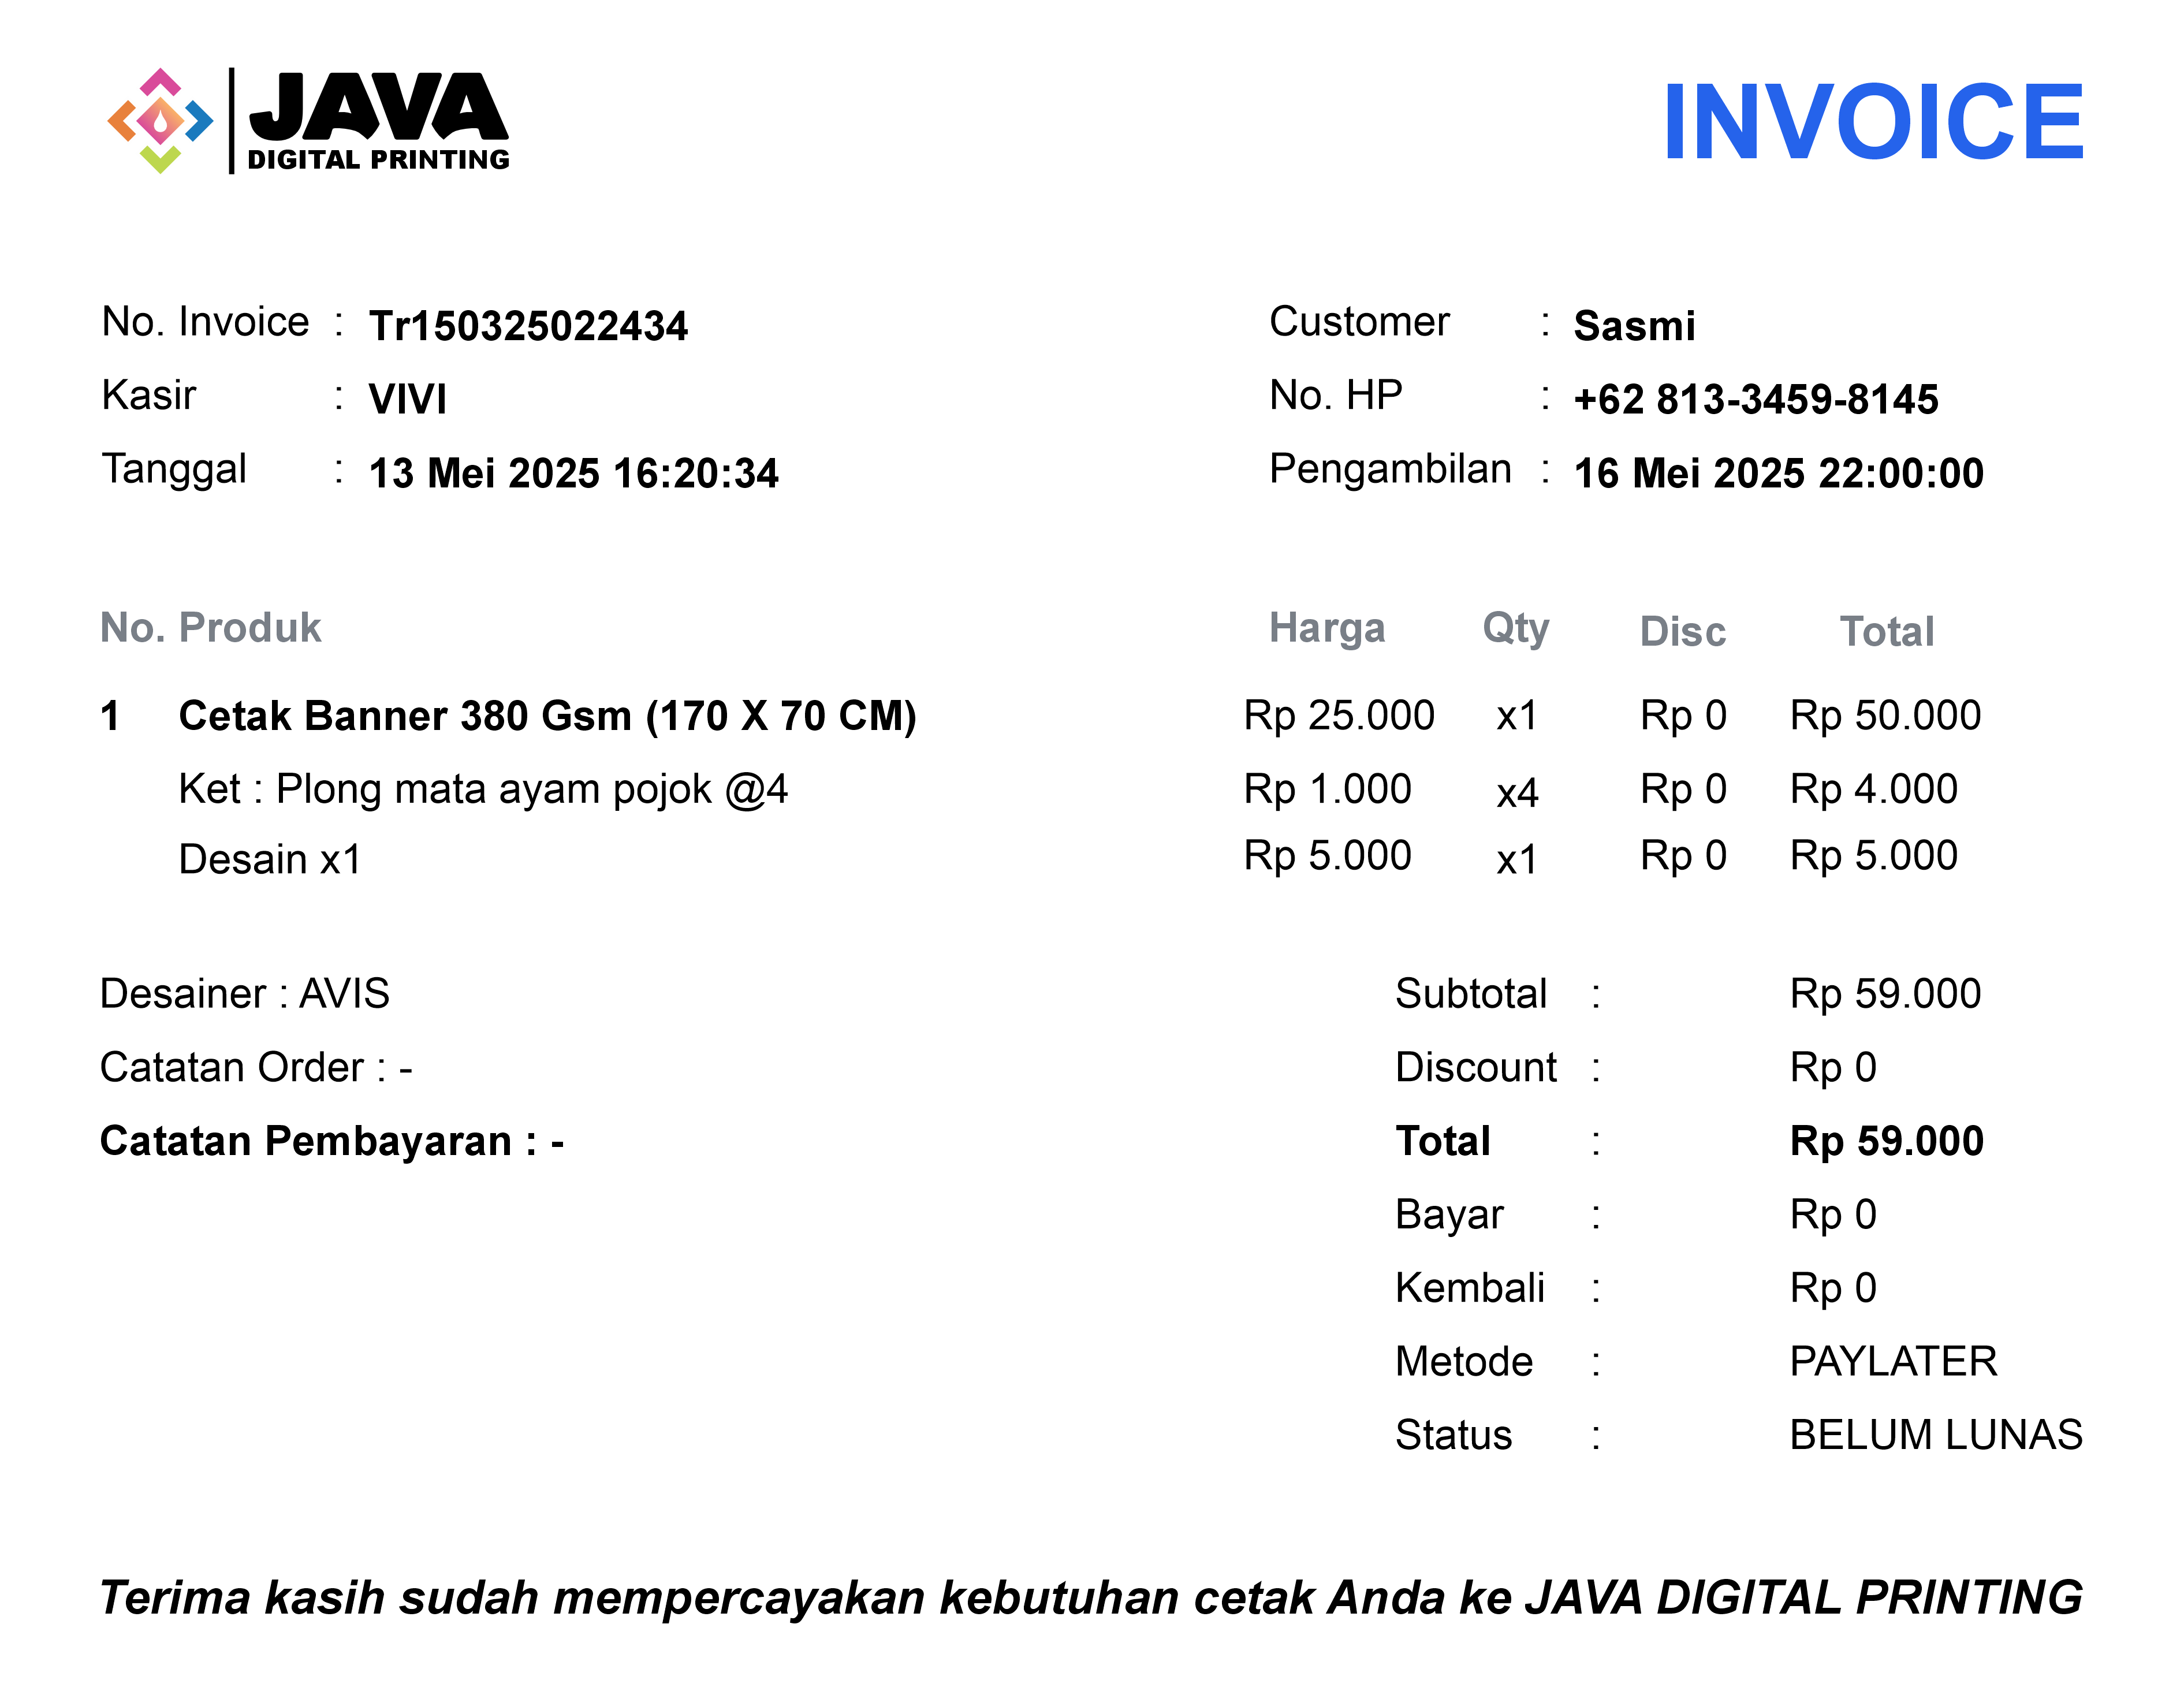 JAVA
DIGITAL PRINTING
INVOICE
No. Invoice : Tr150325022434
Kasir : VIVI
Tanggal : 13 Mei 2025 16:20:34
Customer : Sasmi
No. HP : +62 813-3459-8145
Pengambilan : 16 Mei 2025 22:00:00
No. Produk Harga Qty Disc Total
1 Cetak Banner 380 Gsm (170 X 70 CM) Rp 25.000 x1 Rp 0 Rp 50.000
Ket : Plong mata ayam pojok @4 Rp 1.000 x4 Rp 0 Rp 4.000
Desain x1 Rp 5.000 x1 Rp 0 Rp 5.000
Desainer : AVIS
Catatan Order : -
Catatan Pembayaran : -
Subtotal : Rp 59.000
Discount : Rp 0
Total : Rp 59.000
Bayar : Rp 0
Kembali : Rp 0
Metode : PAYLATER
Status : BELUM LUNAS
Terima kasih sudah mempercayakan kebutuhan cetak Anda ke JAVA DIGITAL PRINTING